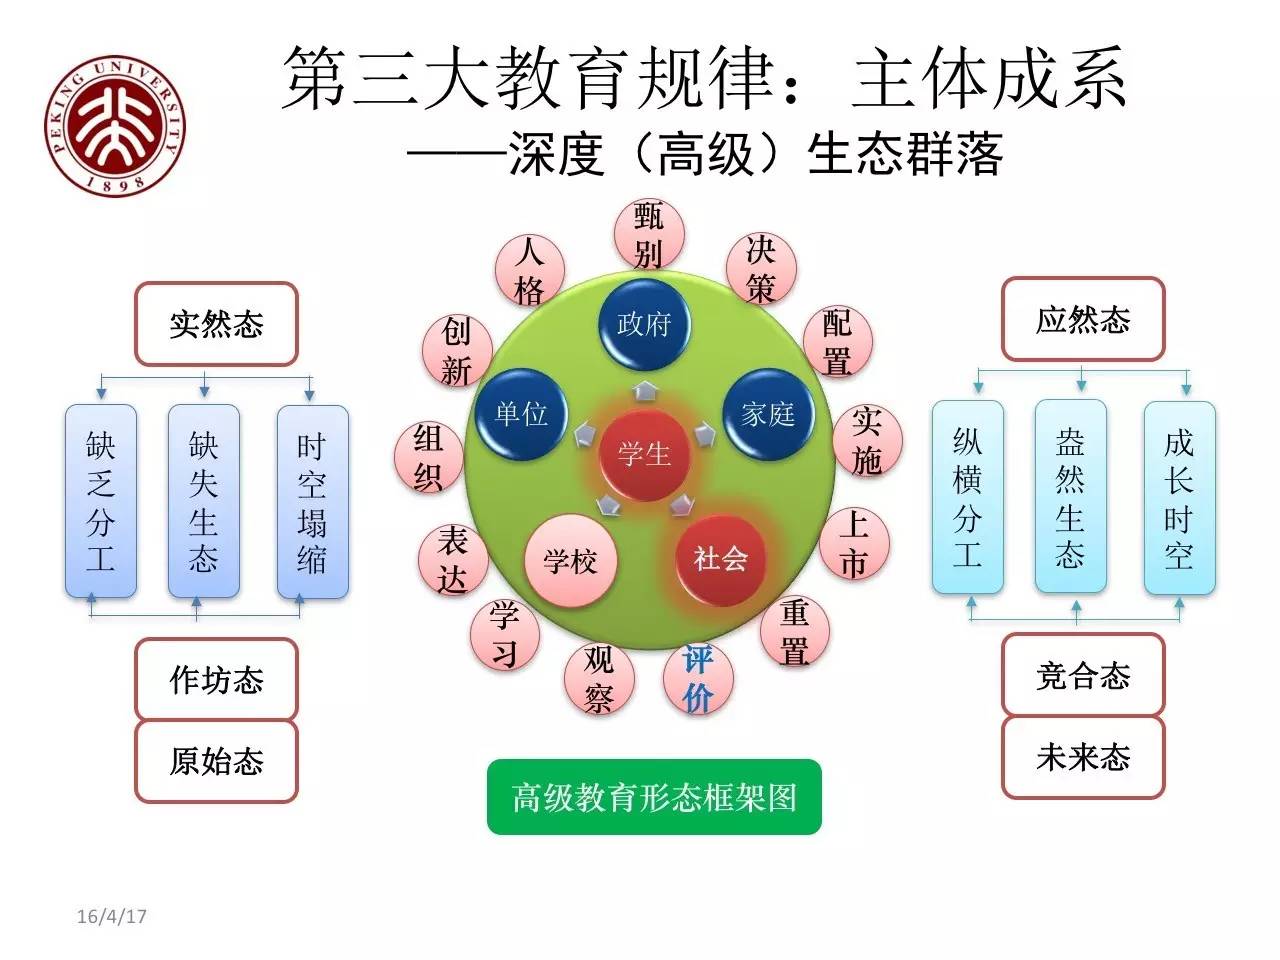 第三大教育规律：主体成系
——深度（高级）生态群落
PEKING UNIVERSITY
1898
实然态
缺乏分工
缺失生态
时空塌缩
作坊态
原始态
甄别
决策
配置
实施
上市
重置
评价
观察
学习
表达
组织
创新
人格
政府
单位
家庭
学生
学校
社会
高级教育形态框架图
应然态
纵横分工
盎然生态
成长时空
竞合态
未来态
16/4/17